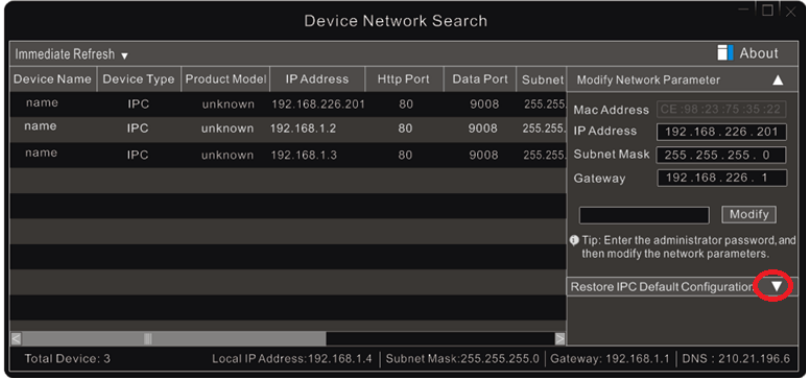 Device Network Search
Immediate Refresh
About
Device Name Device Type Product Model IP Address Http Port Data Port Subnet
name IPC unknown 192.168.226.201 80 9008 255.255.
name IPC unknown 192.168.1.2 80 9008 255.255.
name IPC unknown 192.168.1.3 80 9008 255.255.
Modify Network Parameter
Mac Address CE :98 :23 :75 :35 :22
IP Address 192 .168 .226 .201
Subnet Mask 255 .255 .255 . 0
Gateway 192 .168 .226 . 1
Modify
Tip: Enter the administrator password, and
then modify the network parameters.
Restore IPC Default Configuration
Total Device: 3 Local IP Address:192.168.1.4 Subnet Mask:255.255.255.0 Gateway: 192.168.1.1 DNS : 210.21.196.6